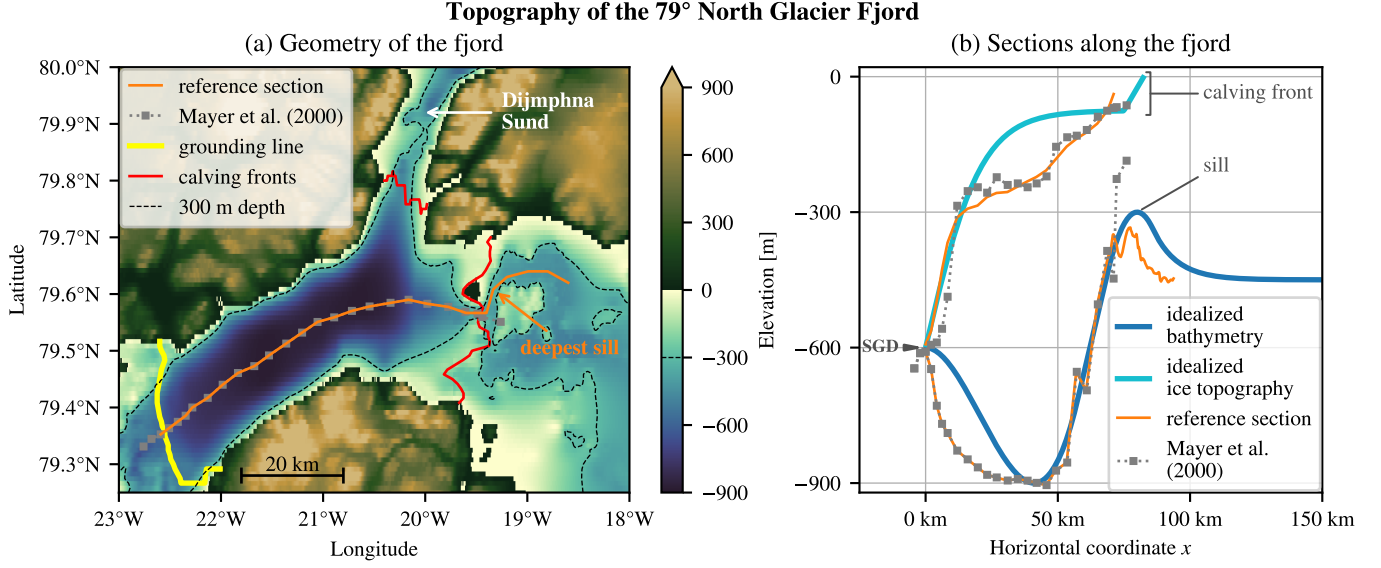 Topography of the 79° North Glacier Fjord
(a) Geometry of the fjord
80.0°N
79.9°N
79.8°N
79.7°N
79.6°N
79.5°N
79.4°N
79.3°N
Latitude
23°W
22°W
21°W
20°W
19°W
18°W
Longitude
reference section
Mayer et al. (2000)
grounding line
calving fronts
300 m depth
Dijmphna
Sund
deepest sill
20 km
900
600
300
0
−300
−600
−900
Elevation [m]
(b) Sections along the fjord
0
−300
−600
−900
SGD
calving front
sill
idealized
bathymetry
idealized
ice topography
reference section
Mayer et al.
(2000)
0 km
50 km
100 km
150 km
Horizontal coordinate x